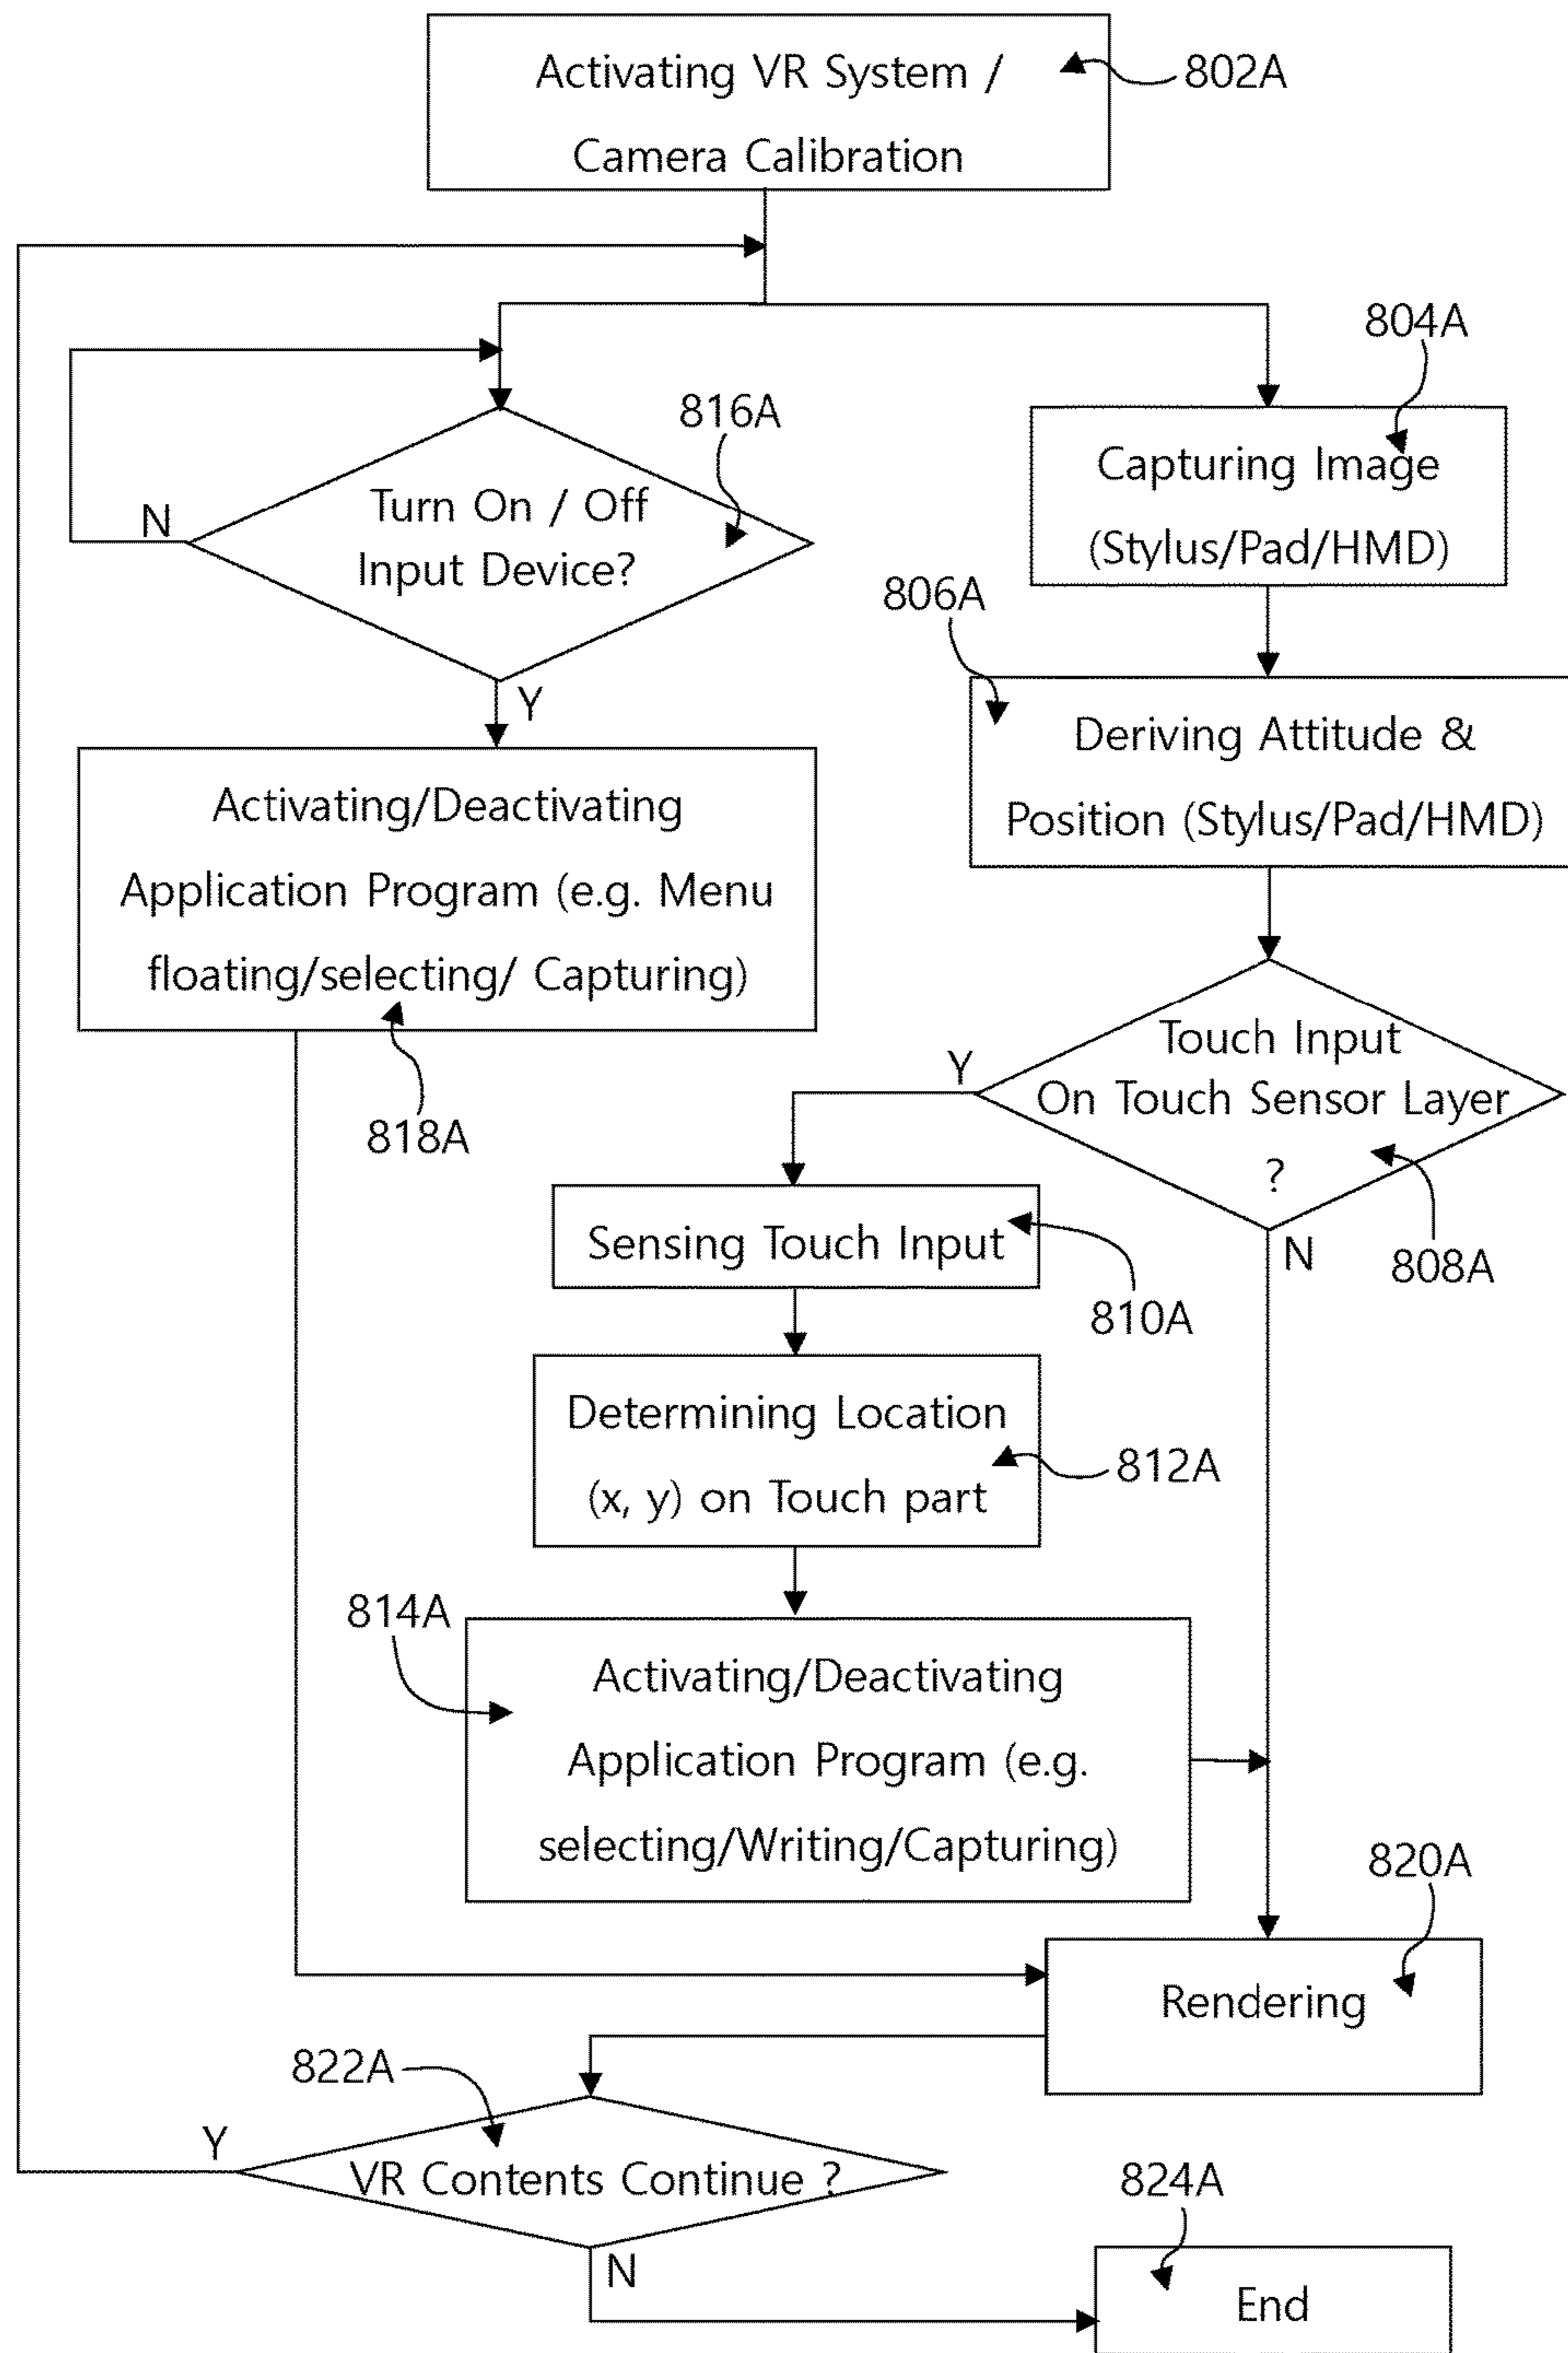 Activating VR System /
Camera Calibration
802A
804A
816A
Turn On / Off
Input Device?
N
Y
Capturing Image
(Stylus/Pad/HMD)
806A
Deriving Attitude &
Position (Stylus/Pad/HMD)
Activating/Deactivating
Application Program (e.g. Menu
floating/selecting/ Capturing)
818A
Touch Input
On Touch Sensor Layer
?
Y
N
808A
Sensing Touch Input
810A
Determining Location
(x, y) on Touch part
812A
814A
Activating/Deactivating
Application Program (e.g.
selecting/Writing/Capturing)
820A
Rendering
822A
Y
VR Contents Continue ?
N
824A
End